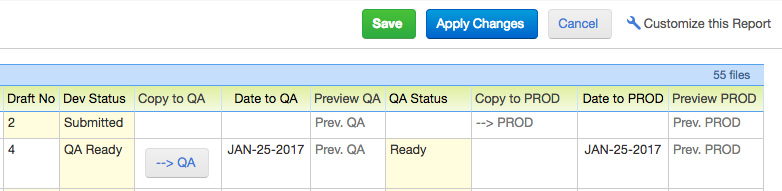 Save Apply Changes Cancel Customize this Report
55 files
Draft No Dev Status Copy to QA Date to QA Preview QA QA Status Copy to PROD Date to PROD Preview PROD
2 Submitted Prev. QA --> PROD Prev. PROD
4 QA Ready --> QA JAN-25-2017 Prev. QA Ready JAN-25-2017 Prev. PROD